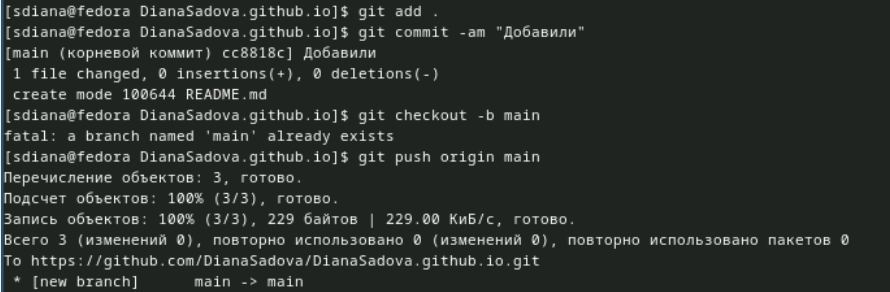 [sdiana@fedora DianaSadova.github.io]$ git add .
[sdiana@fedora DianaSadova.github.io]$ git commit -am "Добавили"
[main (корневой коммит) cc8818c] Добавили
 1 file changed, 0 insertions(+), 0 deletions(-)
 create mode 100644 README.md
[sdiana@fedora DianaSadova.github.io]$ git checkout -b main
fatal: a branch named 'main' already exists
[sdiana@fedora DianaSadova.github.io]$ git push origin main
Перечисление объектов: 3, готово.
Подсчет объектов: 100% (3/3), готово.
Запись объектов: 100% (3/3), 229 байтов | 229.00 КиБ/с, готово.
Всего 3 (изменений 0), повторно использовано 0 (изменений 0), повторно использовано пакетов 0
To https://github.com/DianaSadova/DianaSadova.github.io.git
 * [new branch]      main -> main